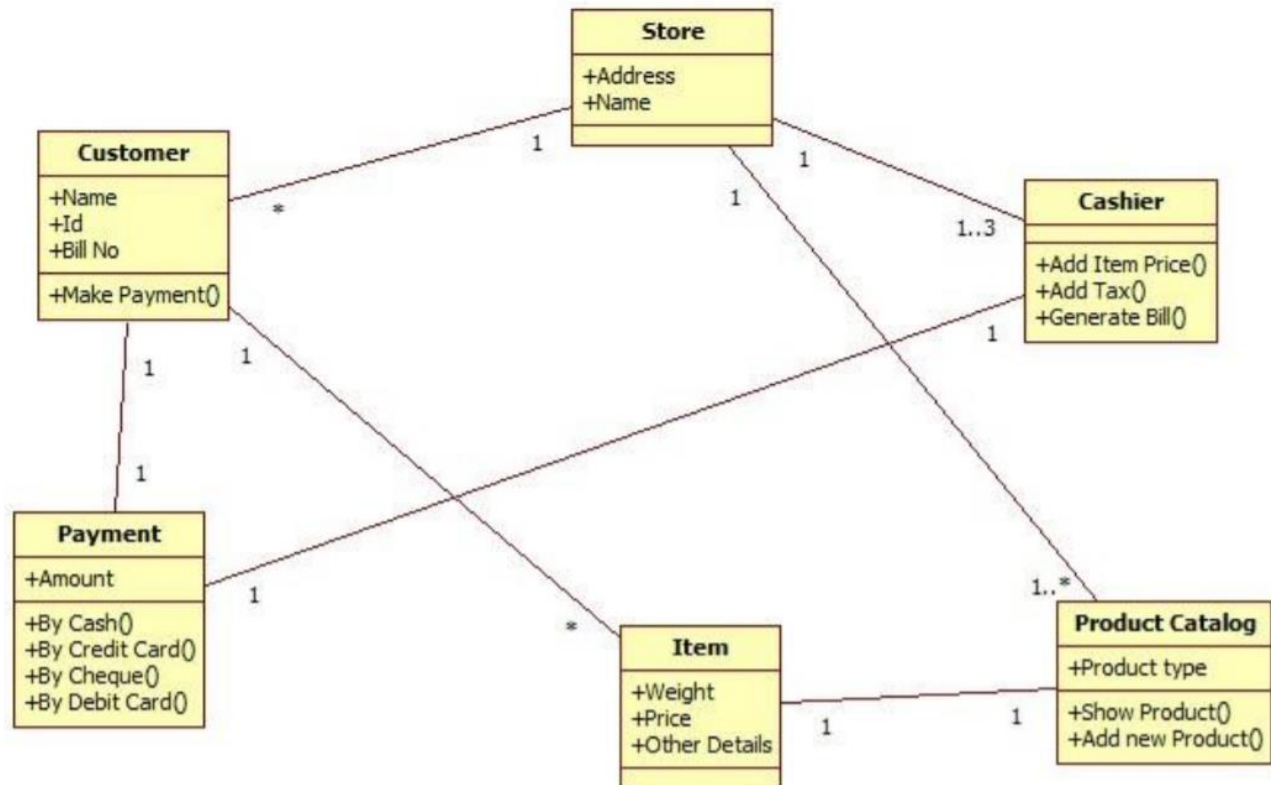 Store
+Address
+Name
1
1
1
Customer
+Name
+Id
+Bill No
+Make Payment()
*
1
1
Cashier
+Add Item Price()
+Add Tax()
+Generate Bill()
1..3
1
1
Payment
+Amount
+By Cash()
+By Credit Card()
+By Cheque()
+By Debit Card()
1
*
Item
+Weight
+Price
+Other Details
1
1
1..*
Product Catalog
+Product type
+Show Product()
+Add new Product()